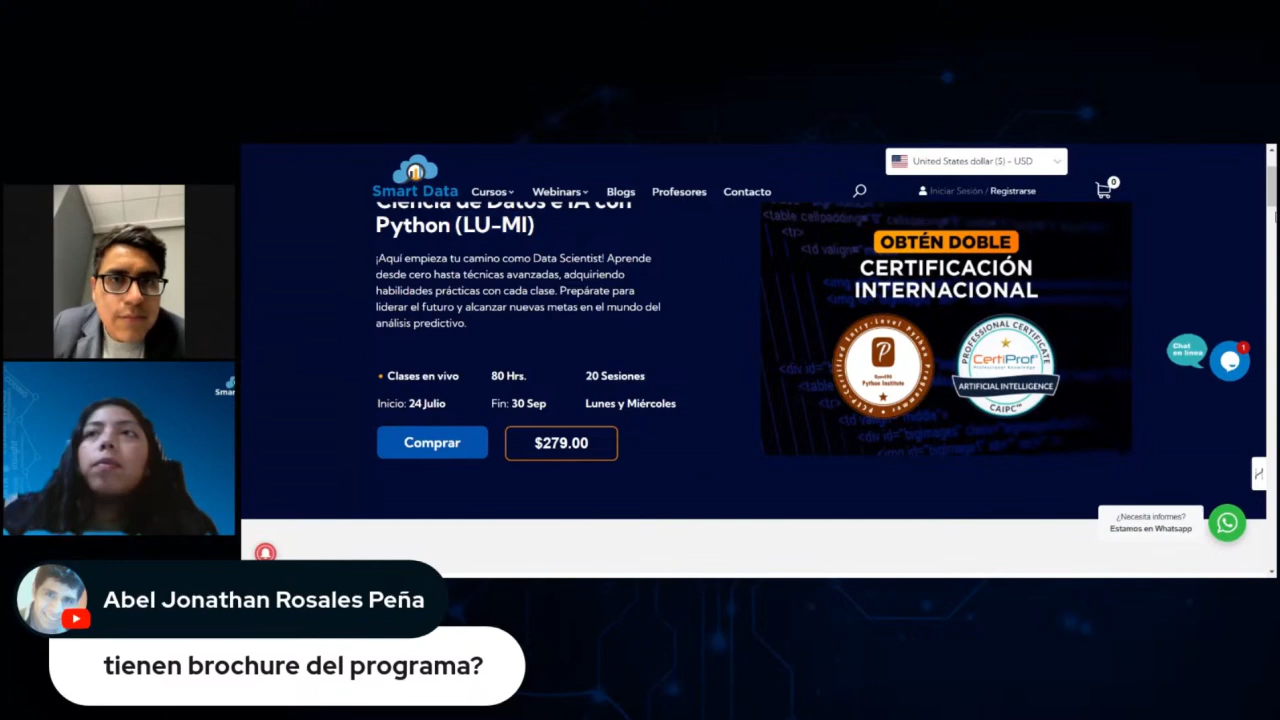 United States dollar ($) - USD
Smart Data
Cursos
Webinars
Blogs
Profesores
Contacto
Iniciar Sesión / Registrarse
0
Ciencia de Datos e IA con
Python (LU-MI)
¡Aquí empieza tu camino como Data Scientist! Aprende
desde cero hasta técnicas avanzadas, adquiriendo
habilidades prácticas con cada clase. Prepárate para
liderar el futuro y alcanzar nuevas metas en el mundo del
análisis predictivo.
• Clases en vivo
80 Hrs.
20 Sesiones
Inicio: 24 Julio
Fin: 30 Sep
Lunes y Miércoles
Comprar
$279.00
OBTÉN DOBLE
CERTIFICACIÓN
INTERNACIONAL
Python Institute
PROFESSIONAL CERTIFICATE
CertiProf
Professional Knowledge
ARTIFICIAL INTELLIGENCE
CAIPC™
Chat
en línea
1
¿Necesita informes?
Estamos en Whatsapp
Abel Jonathan Rosales Peña
tienen brochure del programa?